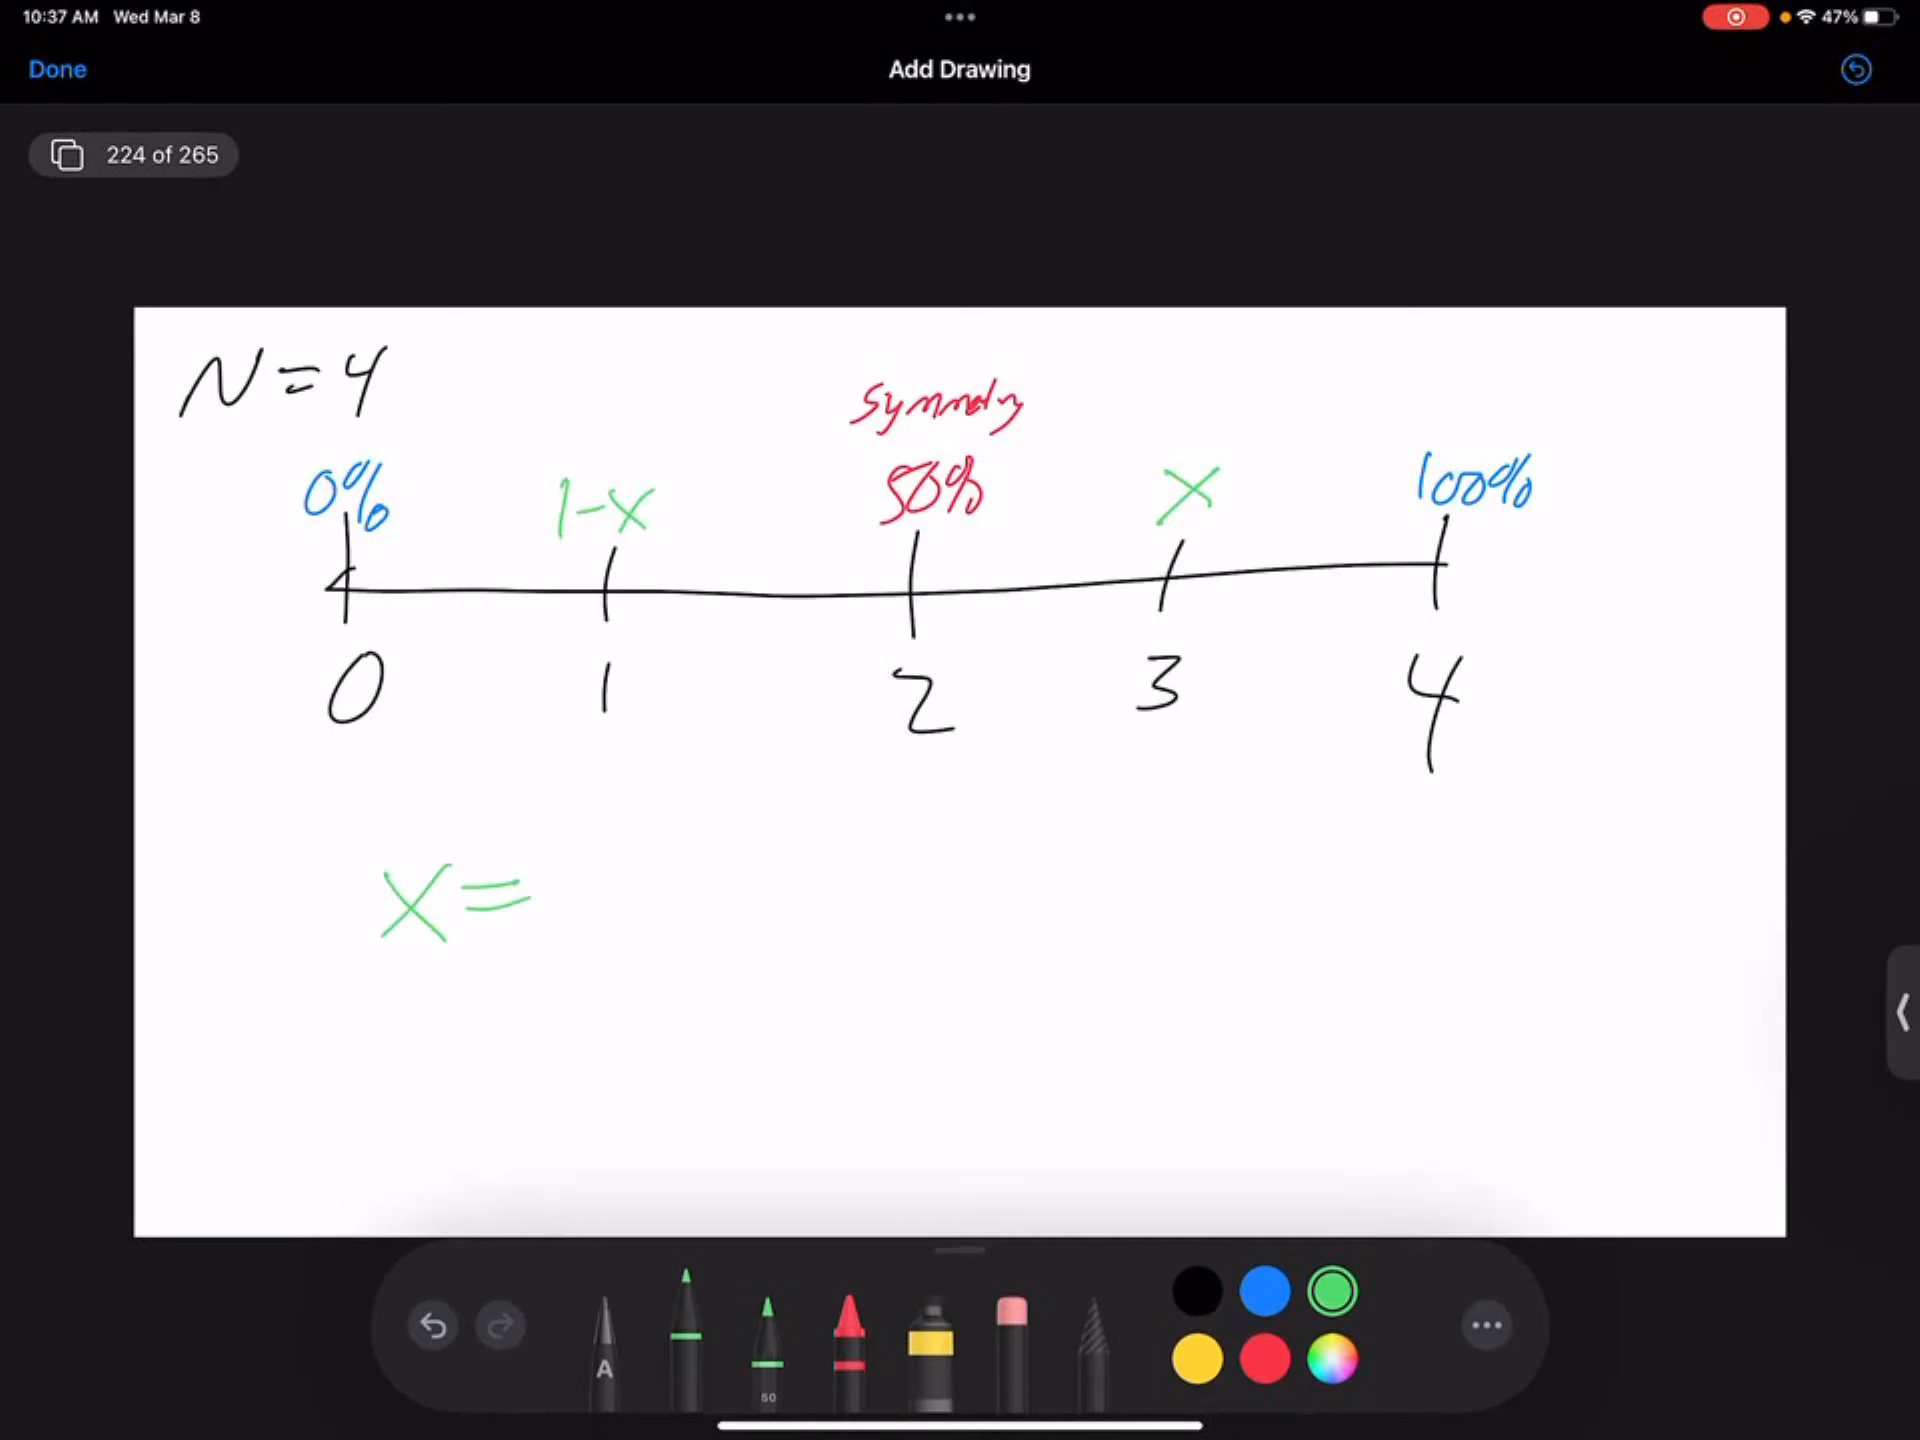 10:37 AM Wed Mar 8
47%
Done
Add Drawing
224 of 265
N=4
Symmetry
0%
1-x
50%
X
100%
0
1
2
3
4
X=
A
50